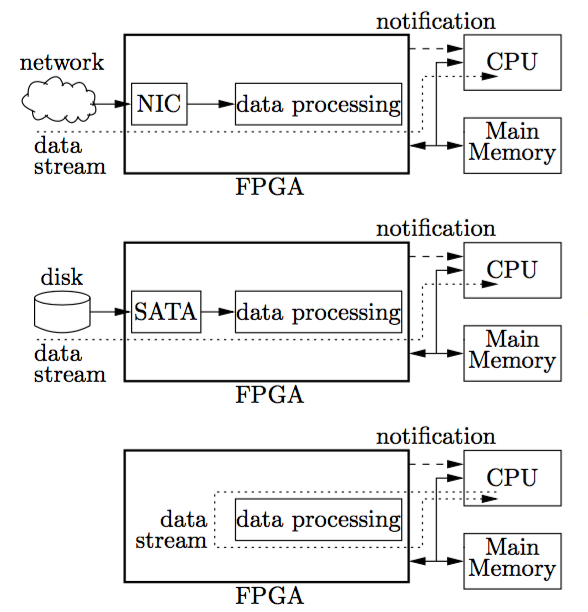 notification
network
CPU
NIC
data processing
data
stream
Main
Memory
FPGA
notification
disk
CPU
SATA
data processing
data
stream
Main
Memory
FPGA
notification
CPU
data
stream
data processing
Main
Memory
FPGA